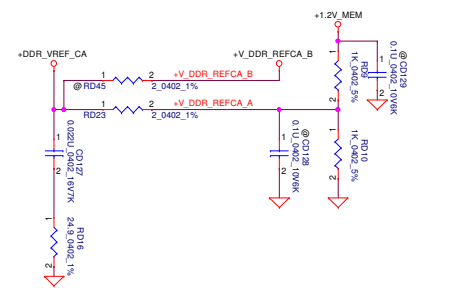 +1.2V_MEM
+DDR_VREF_CA
+V_DDR_REFCA_B
1
2
+V_DDR_REFCA_B
@
RD45
2_0402_1%
1
2
+V_DDR_REFCA_A
RD23
2_0402_1%
1
2
RD9
1K_0402_5%
1
2
@
CD129
0.1U_0402_10V6K
1
2
CD127
0.022U_0402_16V7K
1
2
@
CD128
0.1U_0402_10V6K
1
2
RD10
1K_0402_5%
1
2
RD16
24.9_0402_1%